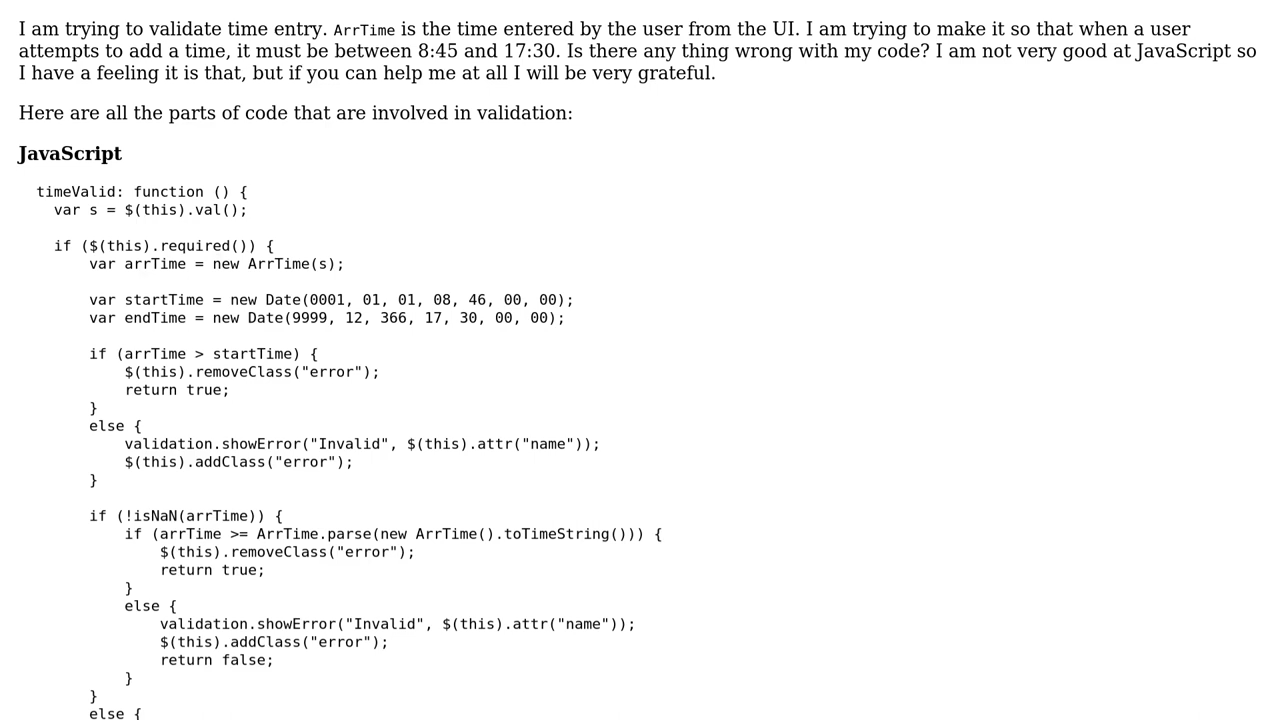 I am trying to validate time entry. ArrTime is the time entered by the user from the UI. I am trying to make it so that when a user
attempts to add a time, it must be between 8:45 and 17:30. Is there any thing wrong with my code? I am not very good at JavaScript so
I have a feeling it is that, but if you can help me at all I will be very grateful.
Here are all the parts of code that are involved in validation:
JavaScript
timeValid: function () {
var s = $(this).val();
if ($(this).required()) {
var arrTime = new ArrTime(s);
var startTime = new Date(0001, 01, 01, 08, 46, 00, 00);
var endTime = new Date(9999, 12, 366, 17, 30, 00, 00);
if (arrTime > startTime) {
$(this).removeClass("error");
return true;
}
else {
validation.showError("Invalid", $(this).attr("name"));
$(this).addClass("error");
}
if (!isNaN(arrTime)) {
if (arrTime >= ArrTime.parse(new ArrTime().toTimeString())) {
$(this).removeClass("error");
return true;
}
else {
validation.showError("Invalid", $(this).attr("name"));
$(this).addClass("error");
return false;
}
}
else {